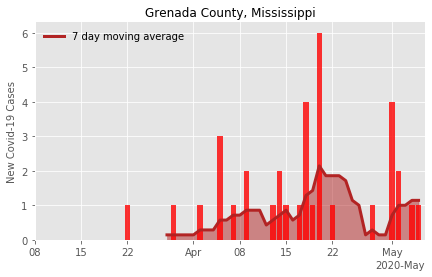 Grenada County, Mississippi
7 day moving average
New Covid-19 Cases
6
5
4
3
2
1
0
08 15 22 Apr 08 15 22 May
2020-May